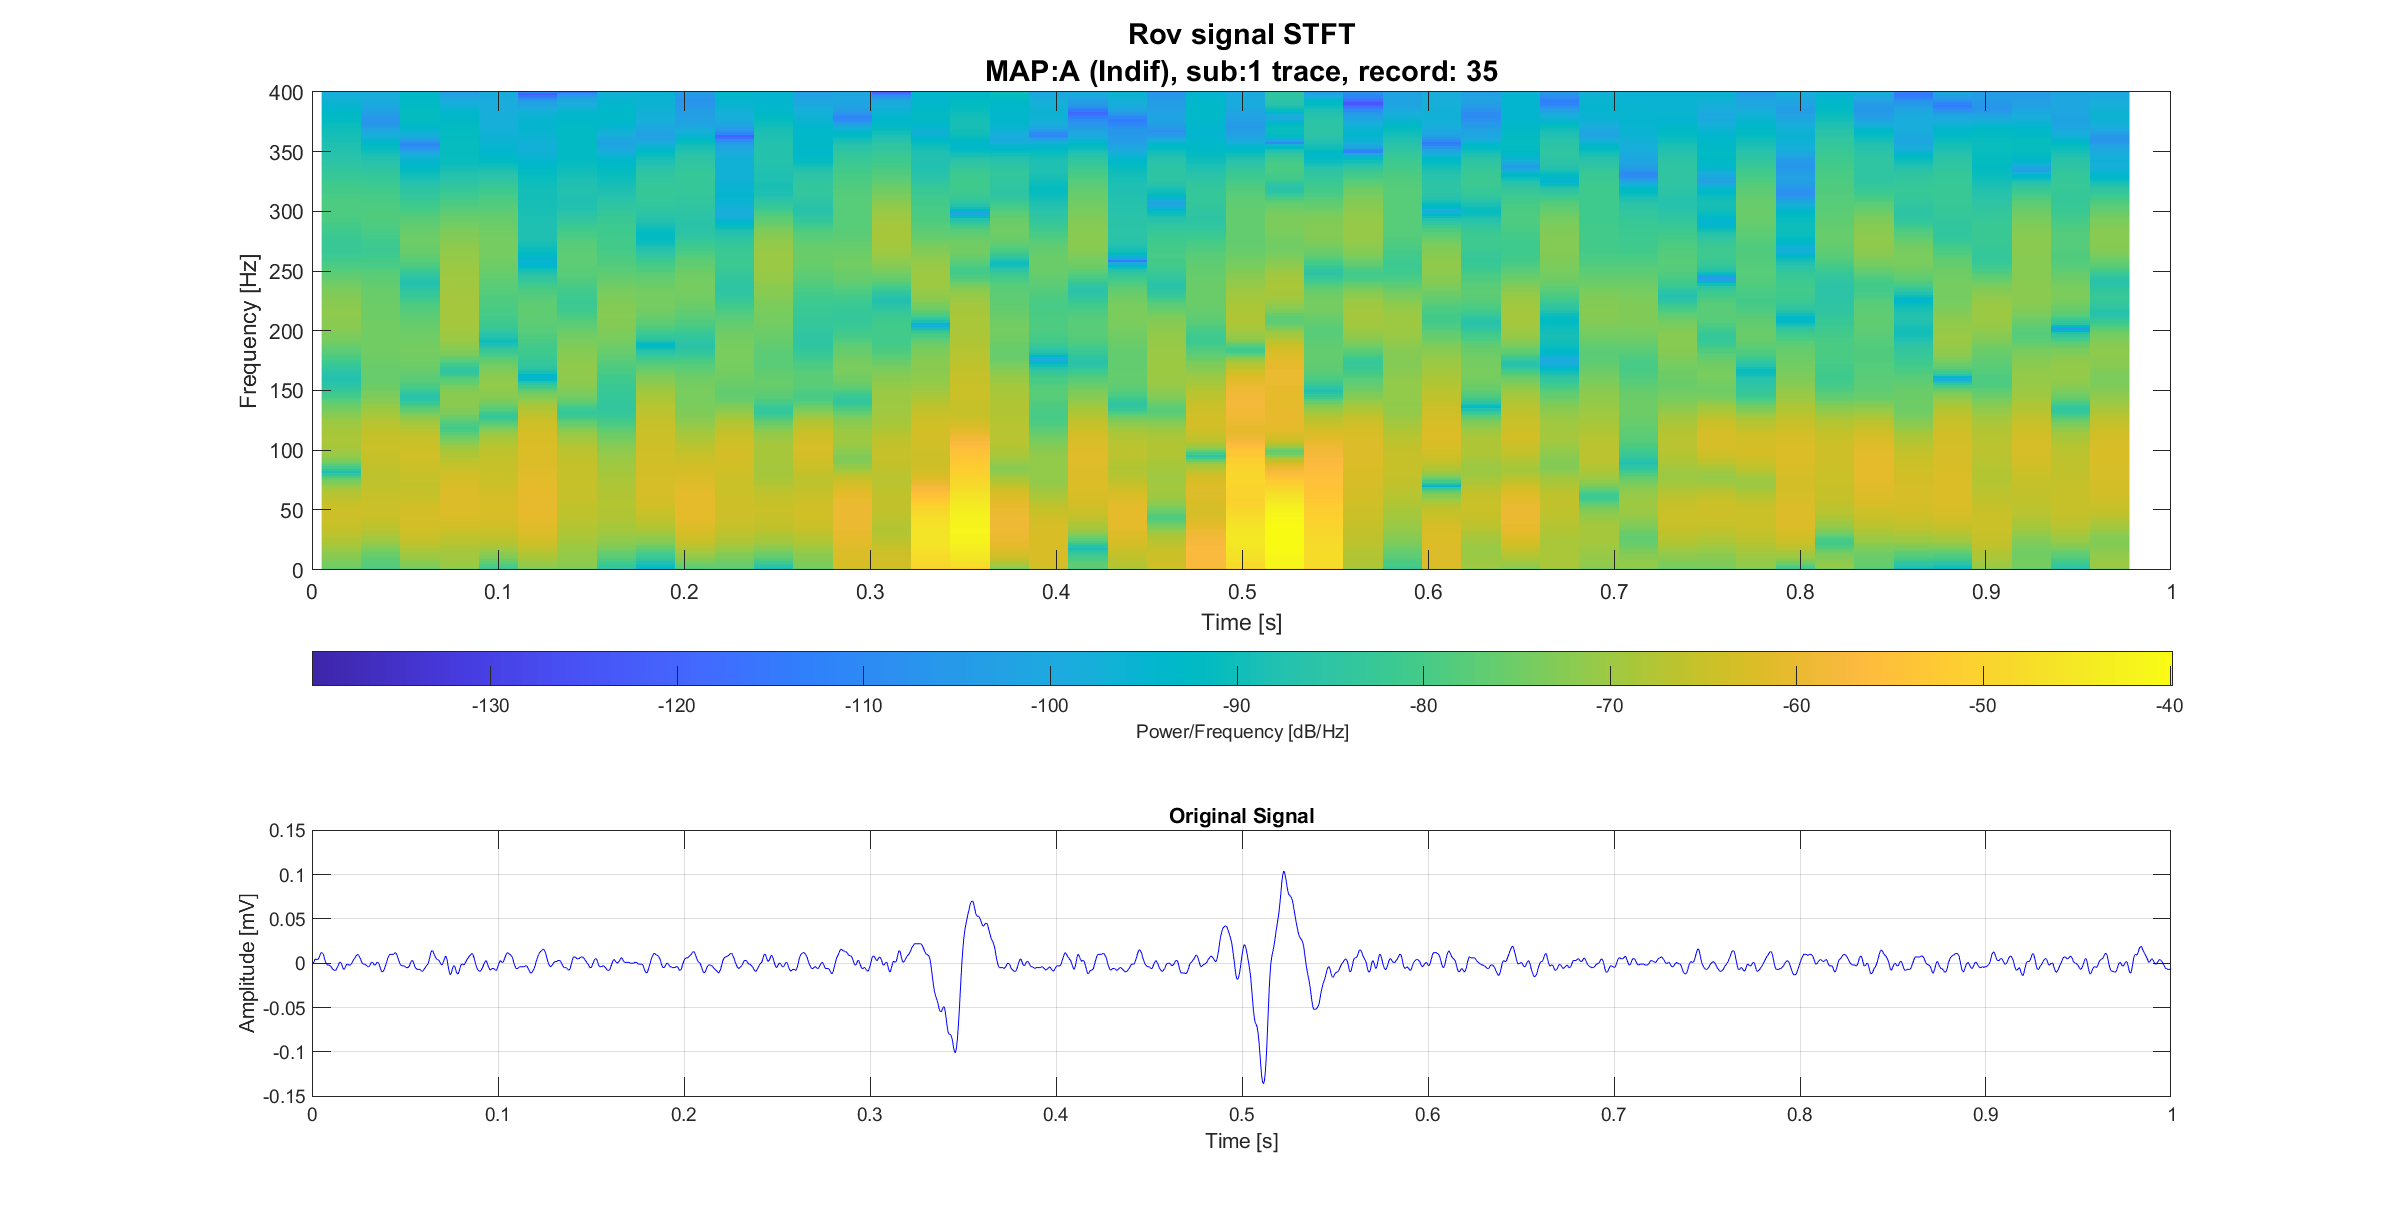 Rov signal STFT
MAP:A (Indif), sub:1 trace, record: 35
400
350
300
250
200
150
100
50
0
Frequency [Hz]
0 0.1 0.2 0.3 0.4 0.5 0.6 0.7 0.8 0.9 1
Time [s]
-130 -120 -110 -100 -90 -80 -70 -60 -50 -40
Power/Frequency [dB/Hz]
Original Signal
0.15
0.1
0.05
0
-0.05
-0.1
-0.15
Amplitude [mV]
0 0.1 0.2 0.3 0.4 0.5 0.6 0.7 0.8 0.9 1
Time [s]